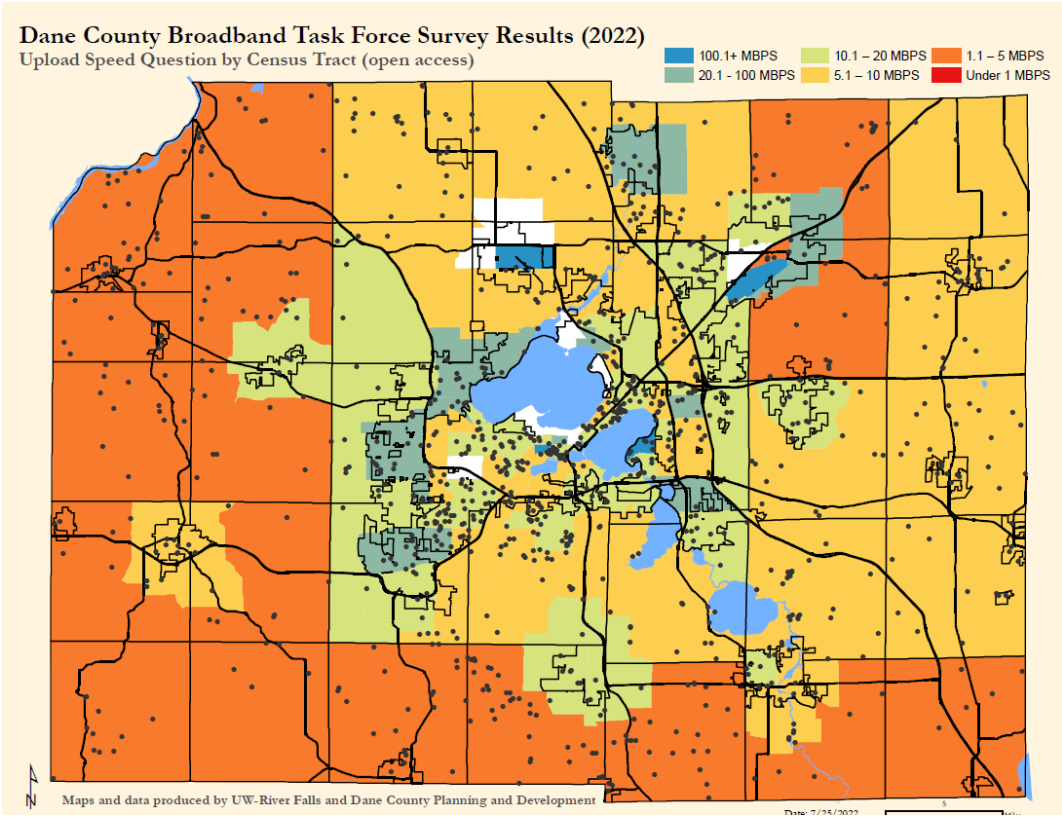 Dane County Broadband Task Force Survey Results (2022)
Upload Speed Question by Census Tract (open access)
100.1+ MBPS
10.1 – 20 MBPS
1.1 – 5 MBPS
20.1 - 100 MBPS
5.1 – 10 MBPS
Under 1 MBPS
N
Maps and data produced by UW-River Falls and Dane County Planning and Development
5
Date: 7/25/2022